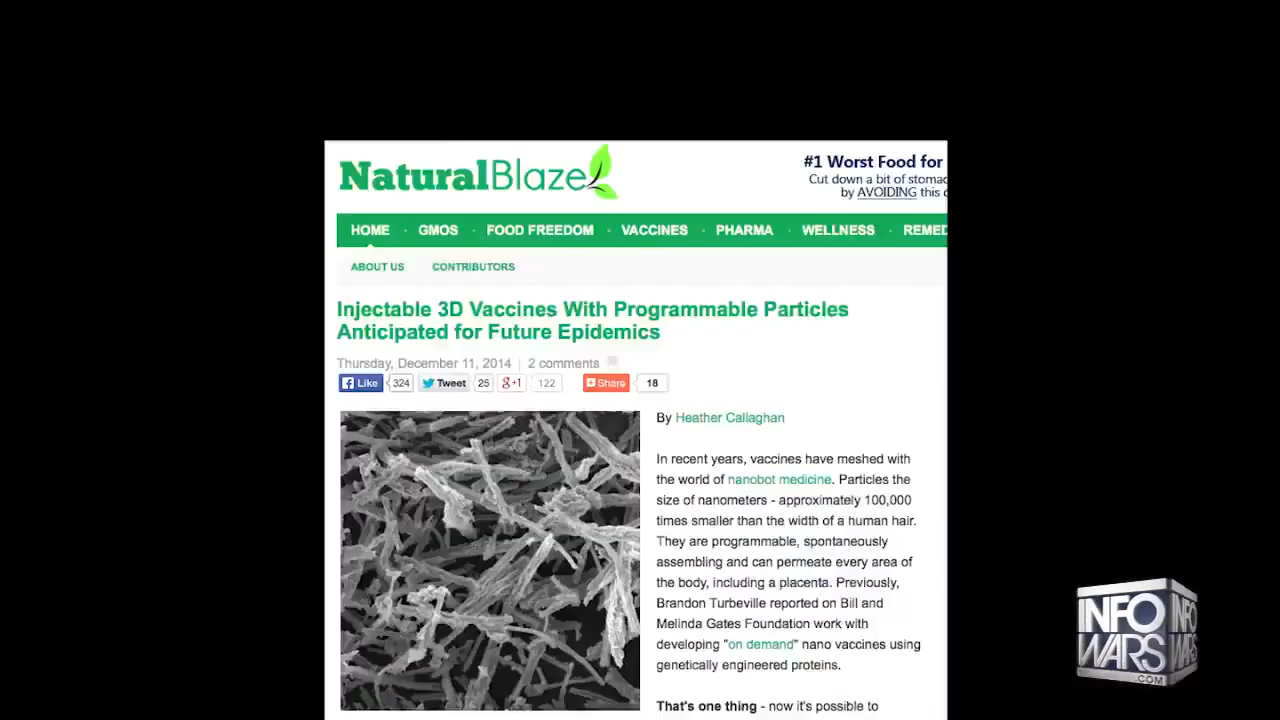 NaturalBlaze
#1 Worst Food for
Cut down a bit of stomac
by AVOIDING this
HOME · GMOS · FOOD FREEDOM · VACCINES · PHARMA · WELLNESS · REMED
ABOUT US CONTRIBUTORS
Injectable 3D Vaccines With Programmable Particles
Anticipated for Future Epidemics
Thursday, December 11, 2014 | 2 comments
Like 324 Tweet 25 g+1 122 Share 18
By Heather Callaghan
In recent years, vaccines have meshed with
the world of nanobot medicine. Particles the
size of nanometers - approximately 100,000
times smaller than the width of a human hair.
They are programmable, spontaneously
assembling and can permeate every area of
the body, including a placenta. Previously,
Brandon Turbeville reported on Bill and
Melinda Gates Foundation work with
developing "on demand" nano vaccines using
genetically engineered proteins.
That's one thing - now it's possible to
INFO
WARS
.COM
INFO
WARS